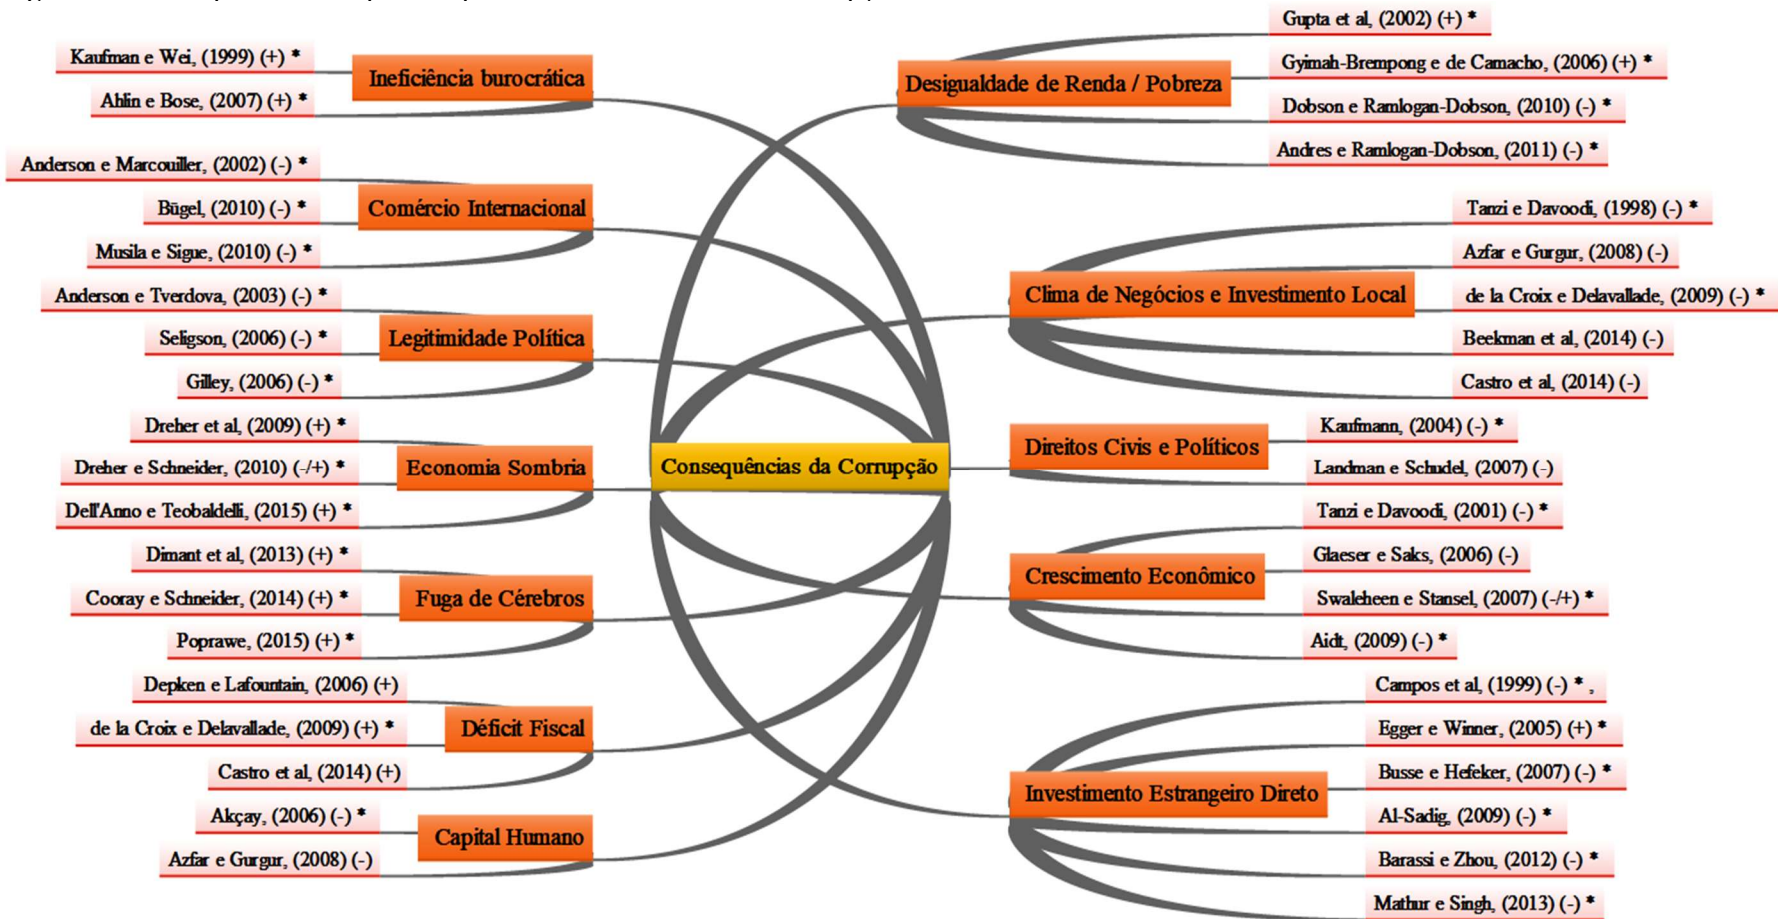 Kaufman e Wei, (1999) (+) *
Ahlin e Bose, (2007) (+) *
Ineficiência burocrática
Anderson e Marcouiller, (2002) (-) *
Bügel, (2010) (-) *
Musila e Sigue, (2010) (-) *
Comércio Internacional
Anderson e Tverdova, (2003) (-) *
Seligson, (2006) (-) *
Gilley, (2006) (-) *
Legitimidade Política
Dreher et al, (2009) (+) *
Dreher e Schneider, (2010) (-/+) *
Dell'Anno e Teobaldelli, (2015) (+) *
Economia Sombria
Dimant et al, (2013) (+) *
Cooray e Schneider, (2014) (+) *
Poprawe, (2015) (+) *
Fuga de Cérebros
Depken e Lafountain, (2006) (+)
de la Croix e Delavallade, (2009) (+) *
Castro et al, (2014) (+)
Déficit Fiscal
Akçay, (2006) (-) *
Azfar e Gurgur, (2008) (-)
Capital Humano
Consequências da Corrupção
Desigualdade de Renda / Pobreza
Gupta et al, (2002) (+) *
Gyimah-Brempong e de Camacho, (2006) (+) *
Dobson e Ramlogan-Dobson, (2010) (-) *
Andres e Ramlogan-Dobson, (2011) (-) *
Clima de Negócios e Investimento Local
Tanzi e Davoodi, (1998) (-) *
Azfar e Gurgur, (2008) (-)
de la Croix e Delavallade, (2009) (-) *
Beekman et al, (2014) (-)
Castro et al, (2014) (-)
Direitos Civis e Políticos
Kaufmann, (2004) (-) *
Landman e Schudel, (2007) (-)
Crescimento Econômico
Tanzi e Davoodi, (2001) (-) *
Glaeser e Saks, (2006) (-)
Swaleheen e Stansel, (2007) (-/+) *
Aidt, (2009) (-) *
Investimento Estrangeiro Direto
Campos et al, (1999) (-) * ,
Egger e Winner, (2005) (+) *
Busse e Hefeker, (2007) (-) *
Al-Sadig, (2009) (-) *
Barassi e Zhou, (2012) (-) *
Mathur e Singh, (2013) (-) *